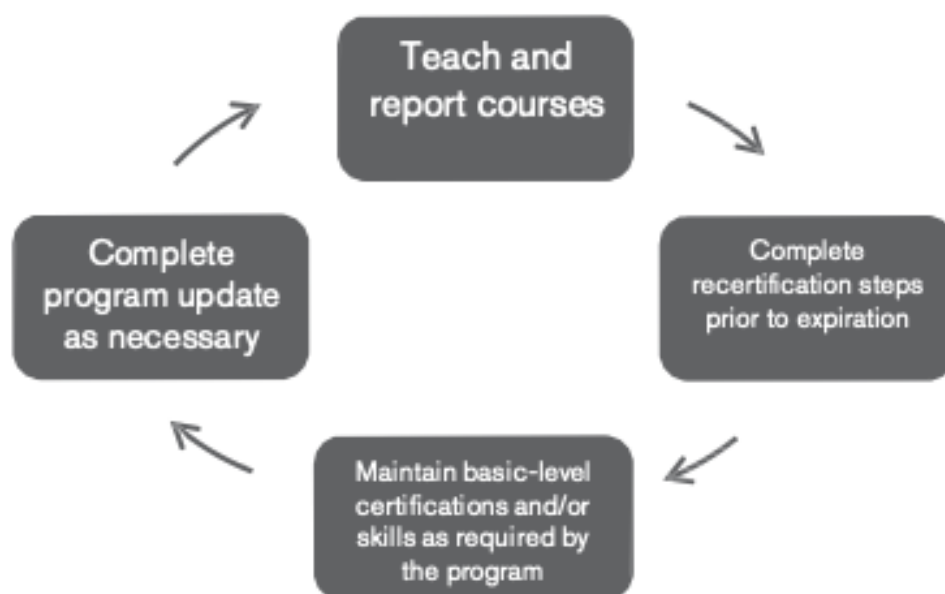 Teach and
report courses
Complete
recertification steps
prior to expiration
Maintain basic-level
certifications and/or
skills as required by
the program
Complete
program update
as necessary